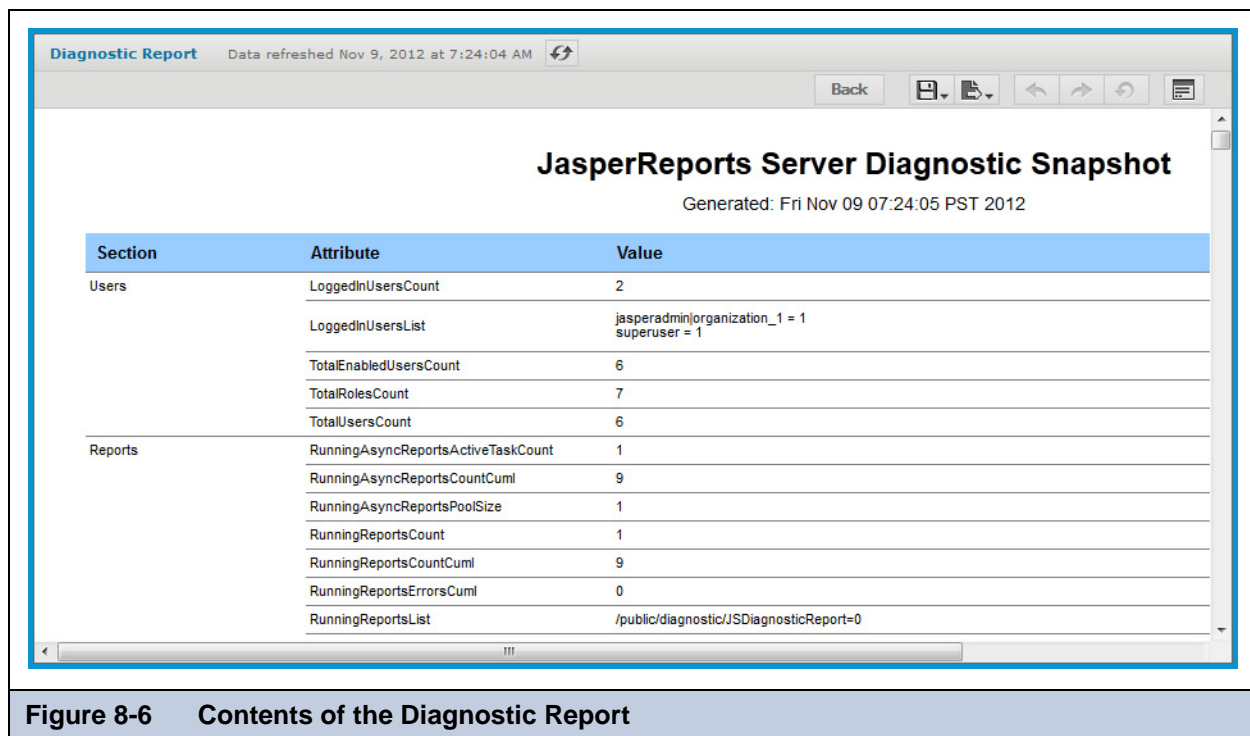 Diagnostic Report Data refreshed Nov 9, 2012 at 7:24:04 AM
Back
JasperReports Server Diagnostic Snapshot
Generated: Fri Nov 09 07:24:05 PST 2012
Section Attribute Value
Users LoggedInUsersCount 2
LoggedInUsersList jasperadmin|organization_1 = 1
superuser = 1
TotalEnabledUsersCount 6
TotalRolesCount 7
TotalUsersCount 6
Reports RunningAsyncReportsActiveTaskCount 1
RunningAsyncReportsCountCuml 9
RunningAsyncReportsPoolSize 1
RunningReportsCount 1
RunningReportsCountCuml 9
RunningReportsErrorsCuml 0
RunningReportsList /public/diagnostic/JSDiagnosticReport=0
Figure 8-6 Contents of the Diagnostic Report